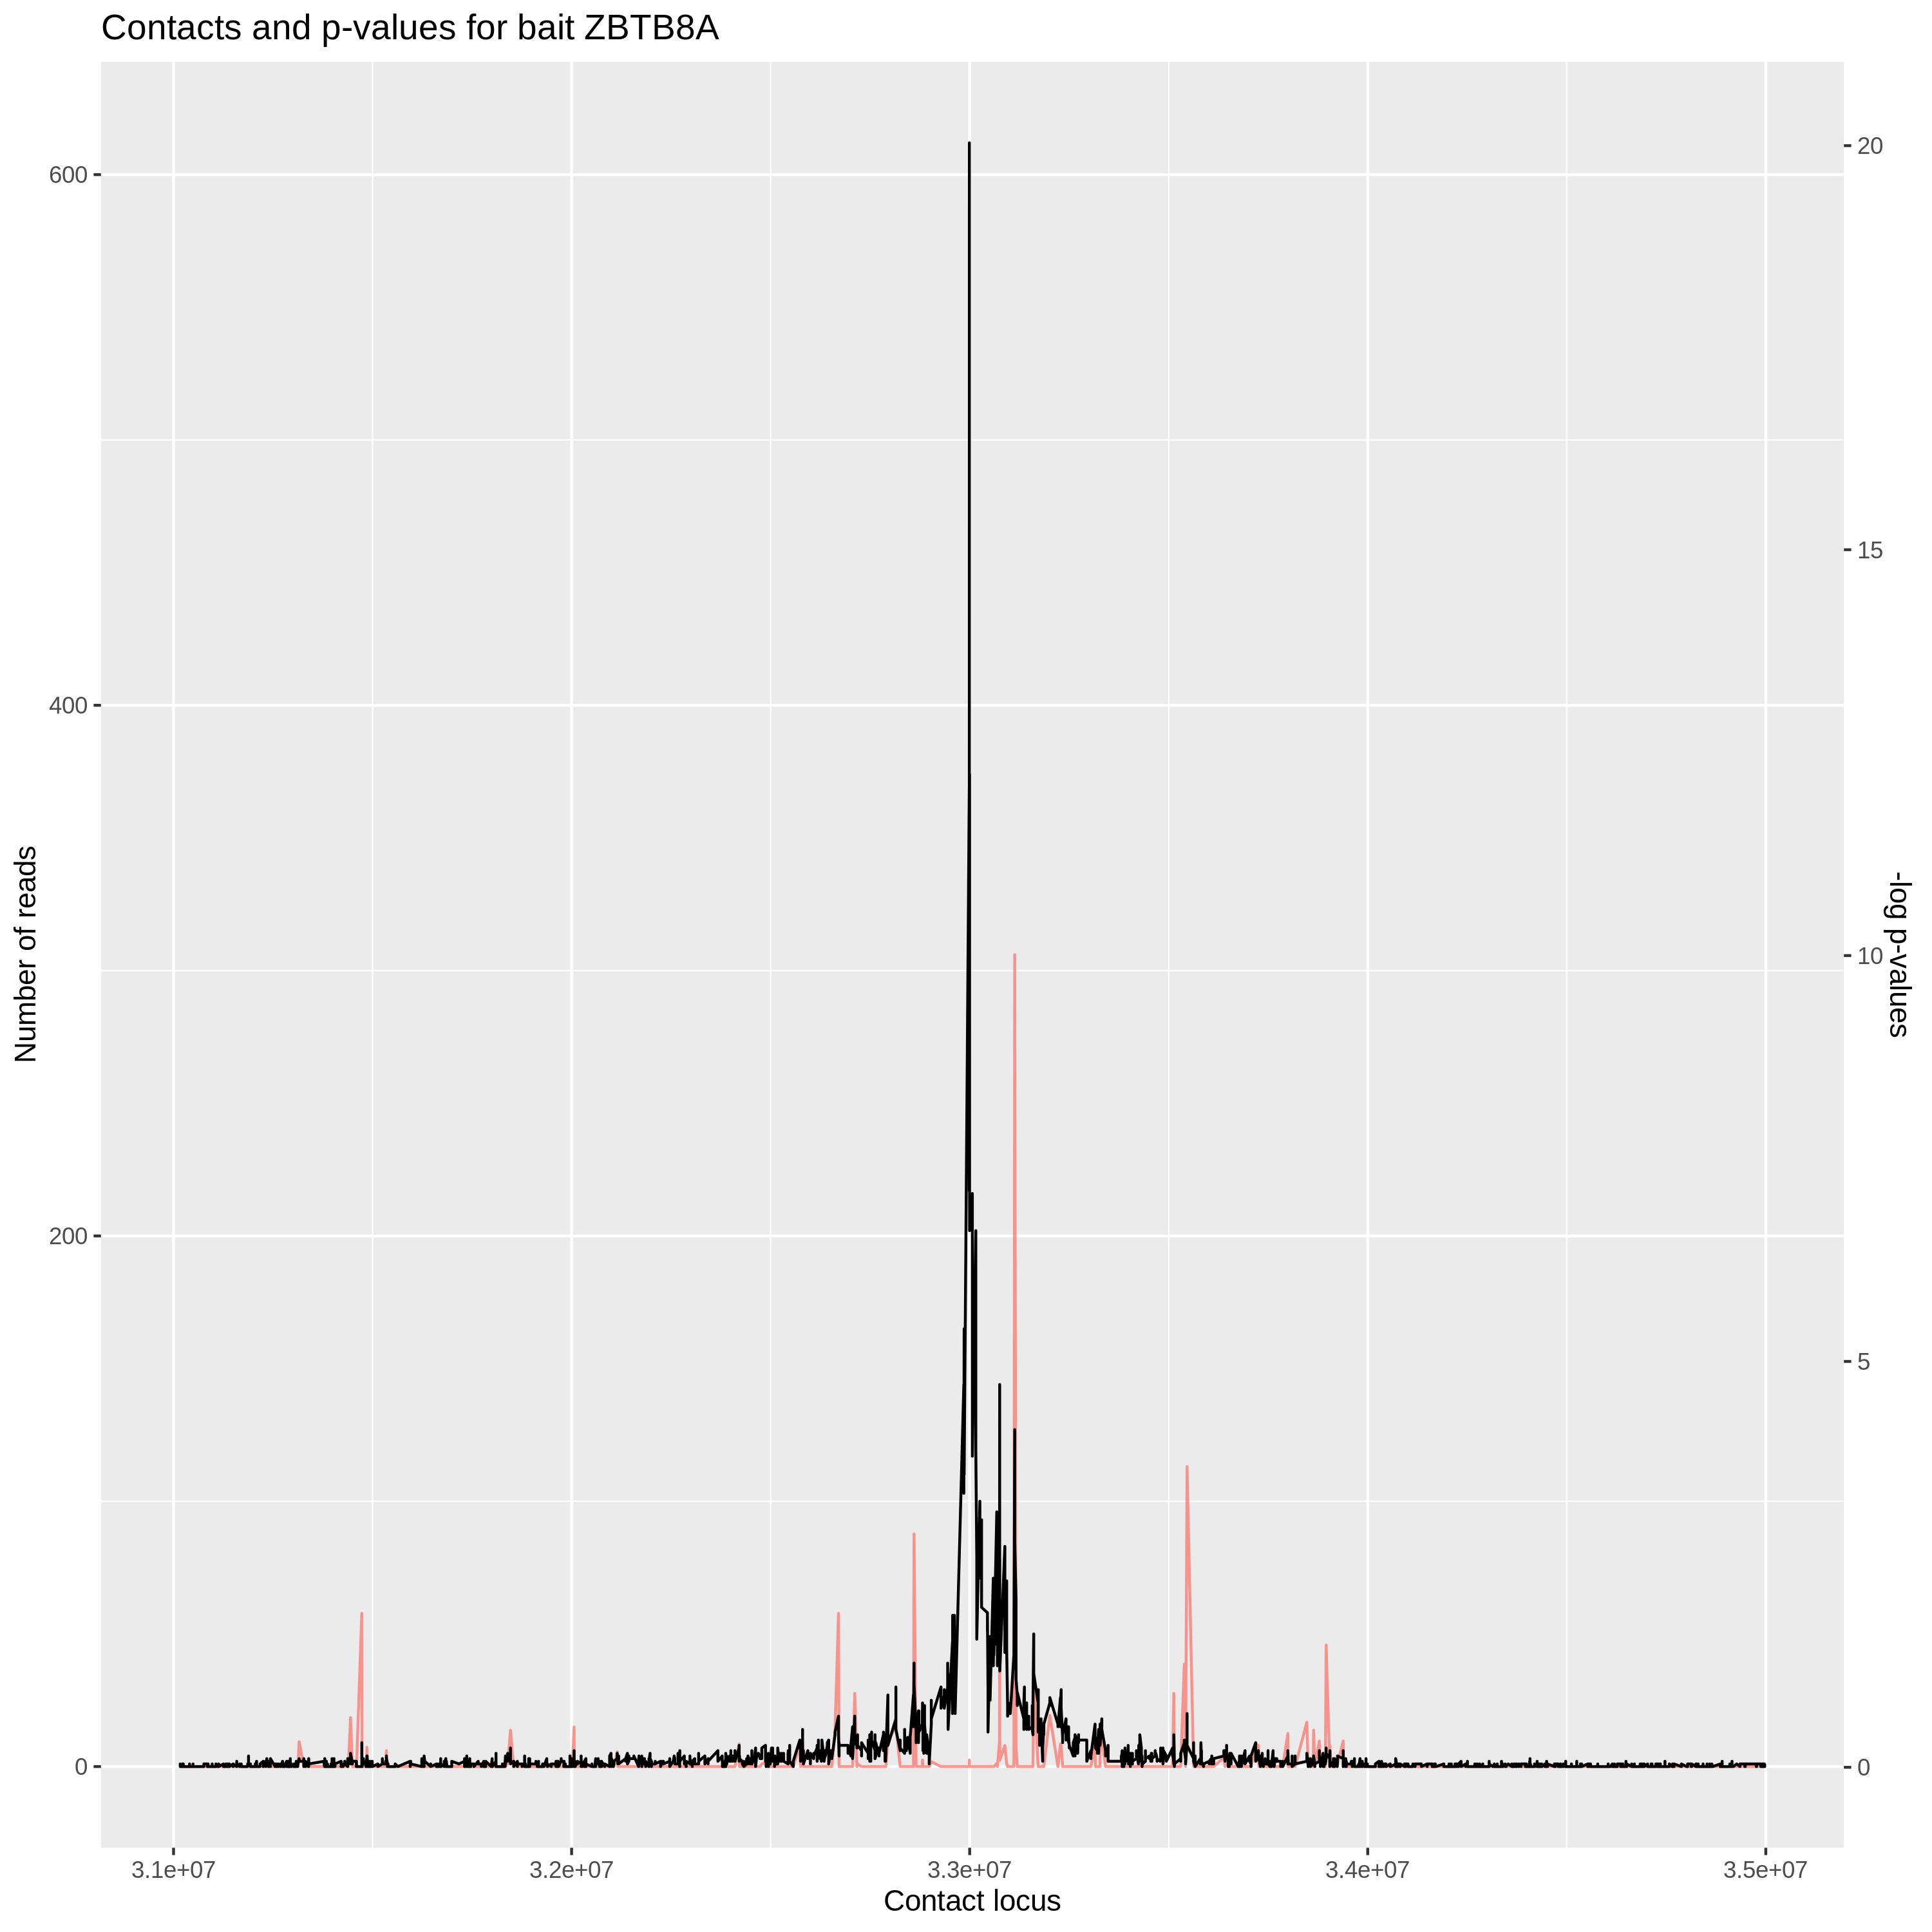 Contacts and p-values for bait ZBTB8A
600
400
200
0
Number of reads
20
15
10
5
0
-log p-values
3.1e+07
3.2e+07
3.3e+07
3.4e+07
3.5e+07
Contact locus